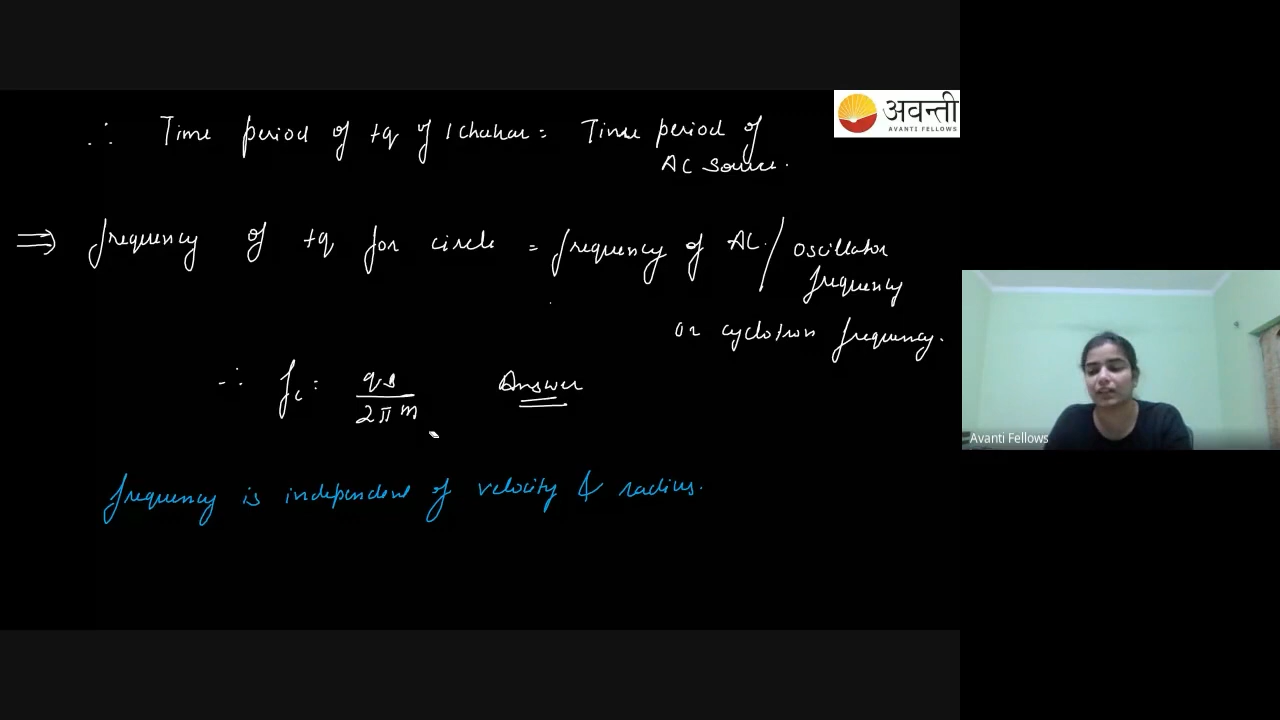 ∴ Time period of +q of 1 chakar = Time period of
AC source.
अवन्ती
AVANTI FELLOWS
⇒ frequency of +q for circle = frequency of AC / oscillator
frequency
or cyclotron frequency.
∴ fc = qB / 2πm Answer
frequency is independent of velocity & radius.
Avanti Fellows